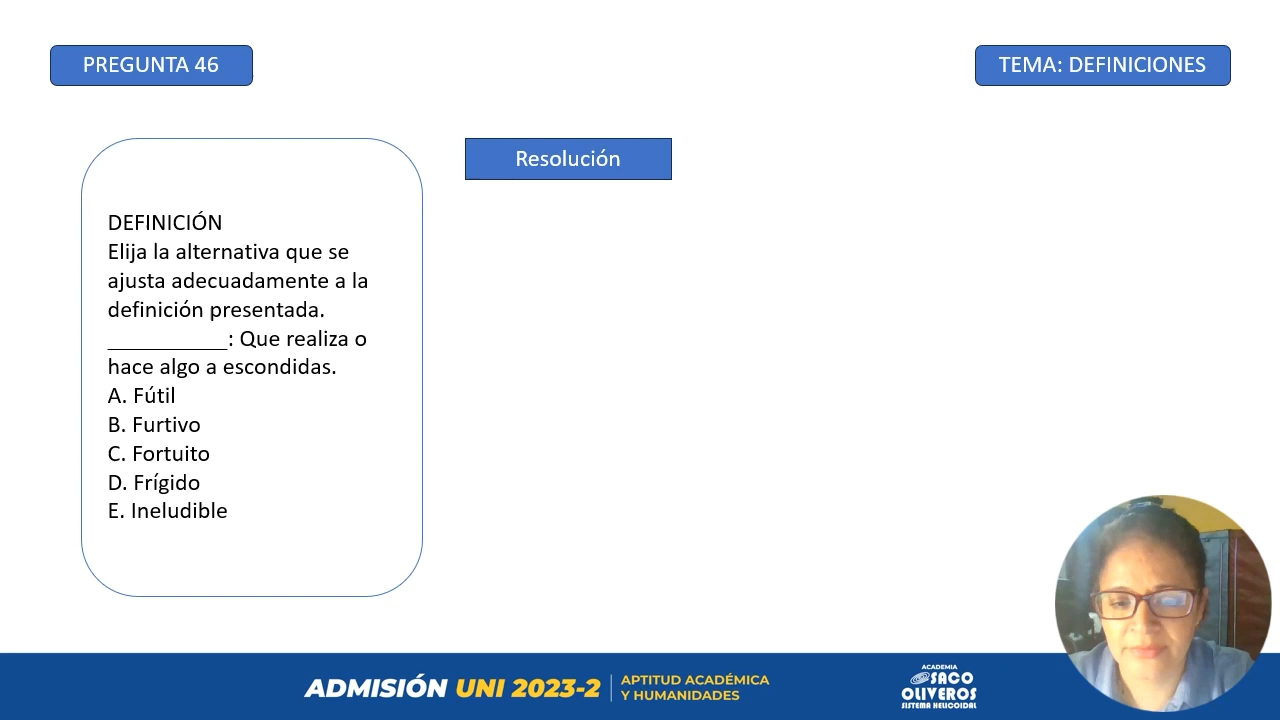 PREGUNTA 46
TEMA: DEFINICIONES
Resolución
DEFINICIÓN
Elija la alternativa que se
ajusta adecuadamente a la
definición presentada.
___________: Que realiza o
hace algo a escondidas.
A. Fútil
B. Furtivo
C. Fortuito
D. Frígido
E. Ineludible
ADMISIÓN UNI 2023-2
APTITUD ACADÉMICA
Y HUMANIDADES
ACADEMIA
SACO
OLIVEROS
SISTEMA HELICOIDAL